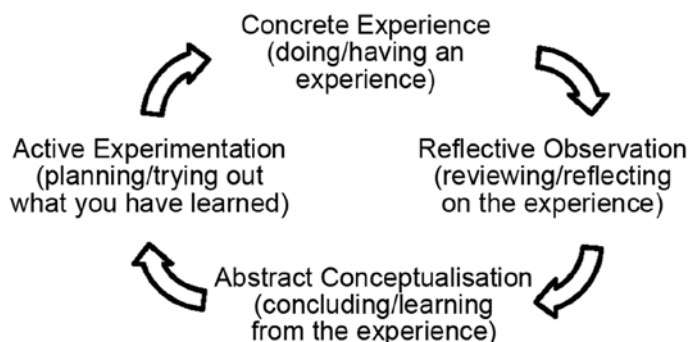 Concrete Experience
(doing/having an
experience)
Active Experimentation
(planning/trying out
what you have learned)
Reflective Observation
(reviewing/reflecting
on the experience)
Abstract Conceptualisation
(concluding/learning
from the experience)